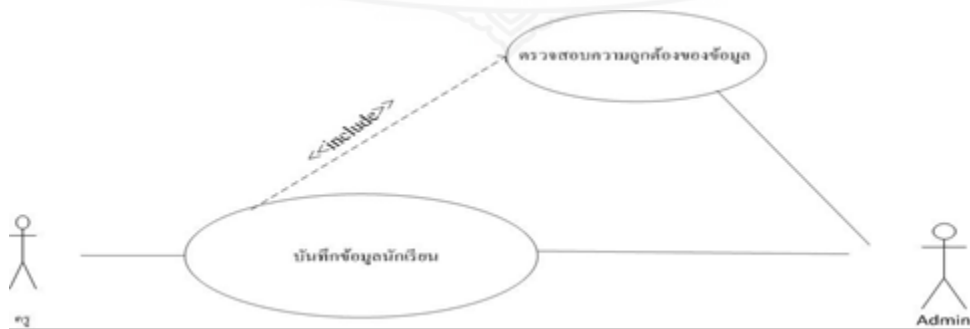 ตรวจสอบความถูกต้องของข้อมูล
<<include>>
บันทึกข้อมูลนักเรียน
ครู
Admin